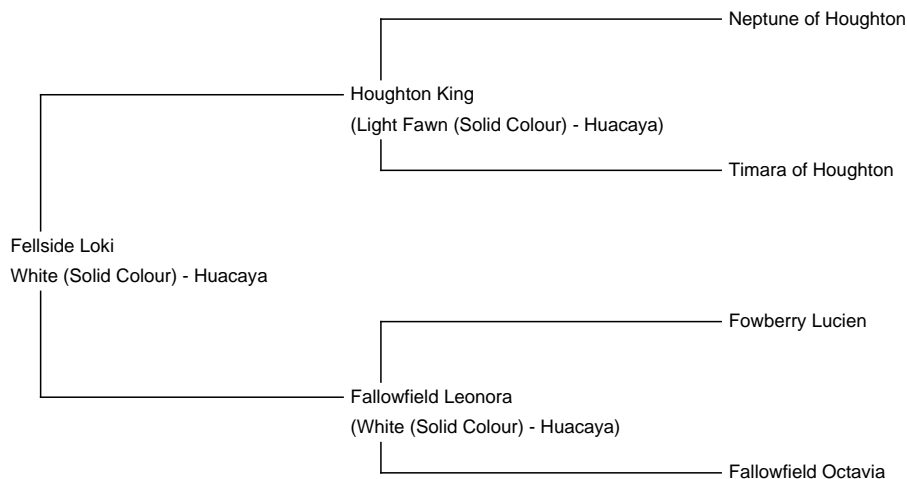 Neptune of Houghton
Houghton King
(Light Fawn (Solid Colour) - Huacaya)
Timara of Houghton
Fellside Loki
White (Solid Colour) - Huacaya
Fowberry Lucien
Fallowfield Leonora
(White (Solid Colour) - Huacaya)
Fallowfield Octavia